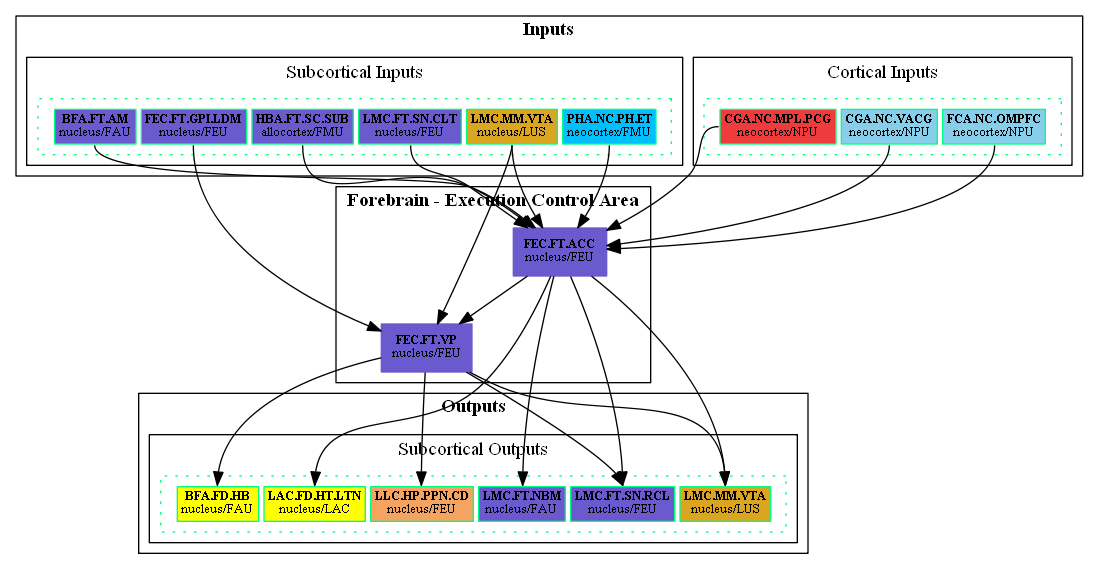 Inputs
Subcortical Inputs
Cortical Inputs
BFA.FT.AM
nucleus/FAU
FEC.FT.GPI.LDM
nucleus/FEU
HBA.FT.SC.SUB
allocortex/FMU
LMC.FT.SN.CLT
nucleus/FEU
LMC.MM.VTA
nucleus/LUS
PHA.NC.PH.ET
neocortex/FMU
CGA.NC.MPL.PCG
neocortex/NPU
CGA.NC.VACG
neocortex/NPU
FCA.NC.OMPFC
neocortex/NPU
Forebrain - Execution Control Area
FEC.FT.ACC
nucleus/FEU
FEC.FT.VP
nucleus/FEU
Outputs
Subcortical Outputs
BFA.FD.HB
nucleus/FAU
LAC.FD.HT.LTN
nucleus/LAC
LLC.HP.PPN.CD
nucleus/FEU
LMC.FT.NBM
nucleus/FAU
LMC.FT.SN.RCL
nucleus/FEU
LMC.MM.VTA
nucleus/LUS